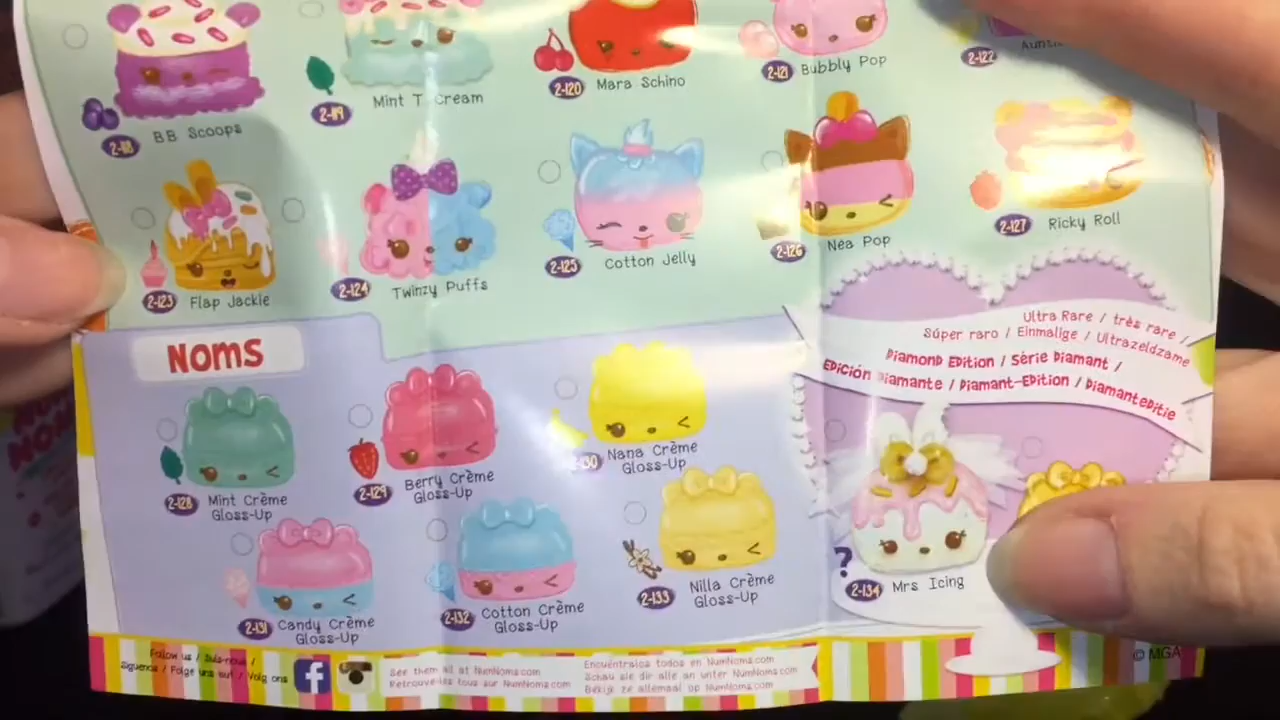 2-118 BB Scoops
2-119 Mint T. Cream
2-120 Mara Schino
2-121 Bubbly Pop
2-122
2-123 Flap Jackie
2-124 Twinzy Puffs
2-125 Cotton Jelly
2-126 Nea Pop
2-127 Ricky Roll
NOMS
2-128 Mint Crème
Gloss-Up
2-129 Berry Crème
Gloss-Up
Nana Crème
Gloss-Up
2-131 Candy Crème
Gloss-Up
2-132 Cotton Crème
Gloss-Up
2-133 Nilla Crème
Gloss-Up
Ultra Rare / très rare /
Súper raro / Einmalige / Ultrazeldzame
Diamond Edition / Série Diamant /
Edición Diamante / Diamant-Edition / Diamanteditie
?
2-134 Mrs Icing
Follow us / Suis-nous /
Síguenos / Folge uns auf / Volg ons
f
See them all at NumNoms.com
Retrouve-les tous sur NumNoms.com
Encuéntralos todos en NumNoms.com
Schau sie dir alle an unter NumNoms.com
Bekijk ze allemaal op NumNoms.com
© MGA